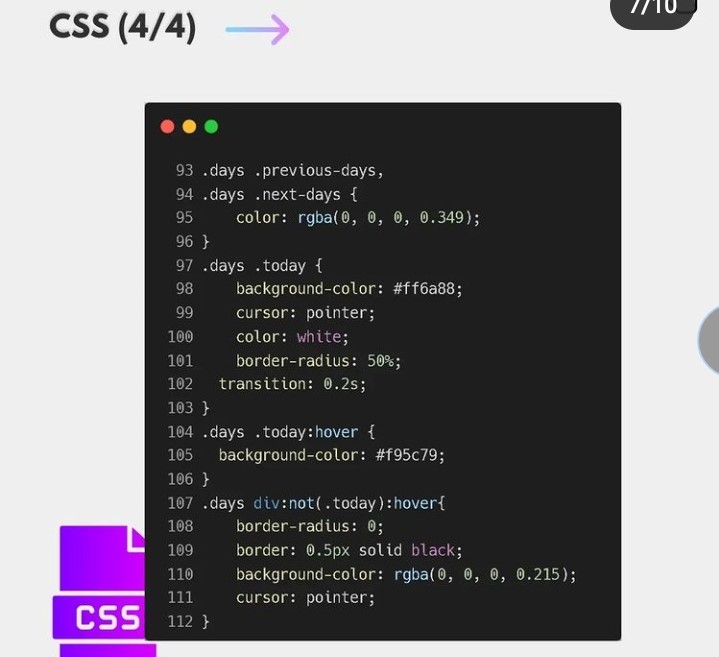 CSS (4/4)
7/10
93 .days .previous-days,
94 .days .next-days {
95     color: rgba(0, 0, 0, 0.349);
96 }
97 .days .today {
98     background-color: #ff6a88;
99     cursor: pointer;
100     color: white;
101     border-radius: 50%;
102   transition: 0.2s;
103 }
104 .days .today:hover {
105   background-color: #f95c79;
106 }
107 .days div:not(.today):hover{
108     border-radius: 0;
109     border: 0.5px solid black;
110     background-color: rgba(0, 0, 0, 0.215);
111     cursor: pointer;
112 }
CSS